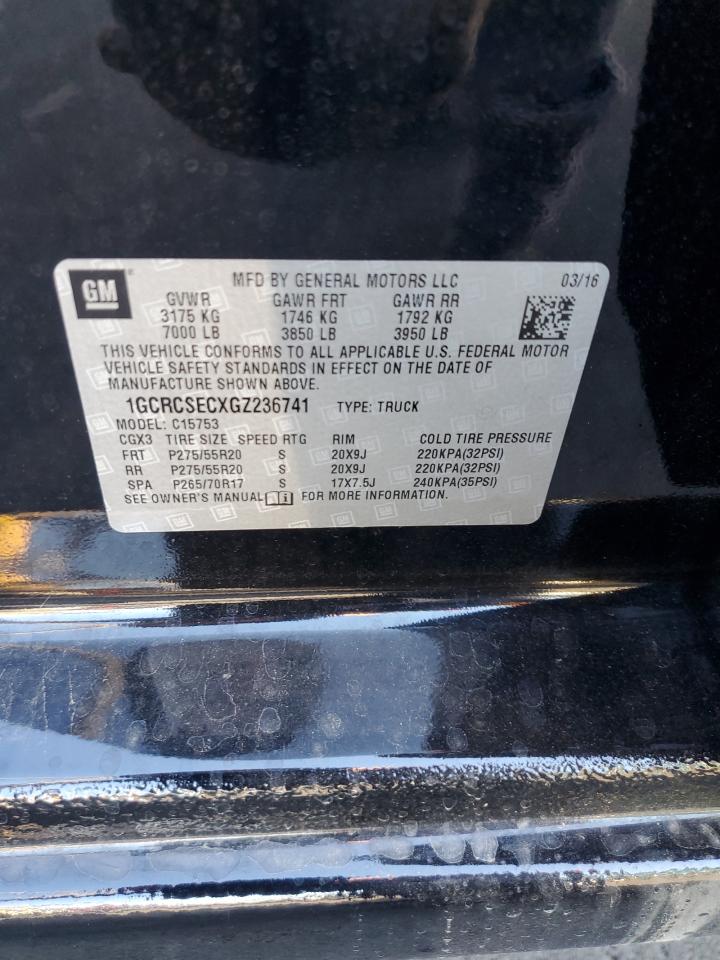 GM MFD BY GENERAL MOTORS LLC 03/16
GVWR GAWR FRT GAWR RR
3175 KG 1746 KG 1792 KG
7000 LB 3850 LB 3950 LB
THIS VEHICLE CONFORMS TO ALL APPLICABLE U.S. FEDERAL MOTOR
VEHICLE SAFETY STANDARDS IN EFFECT ON THE DATE OF
MANUFACTURE SHOWN ABOVE.
1GCRCSECXGZ236741 TYPE: TRUCK
MODEL: C15753
CGX3 TIRE SIZE SPEED RTG RIM COLD TIRE PRESSURE
FRT P275/55R20 S 20X9J 220KPA(32PSI)
RR P275/55R20 S 20X9J 220KPA(32PSI)
SPA P265/70R17 S 17X7.5J 240KPA(35PSI)
SEE OWNER'S MANUAL i FOR MORE INFORMATION.